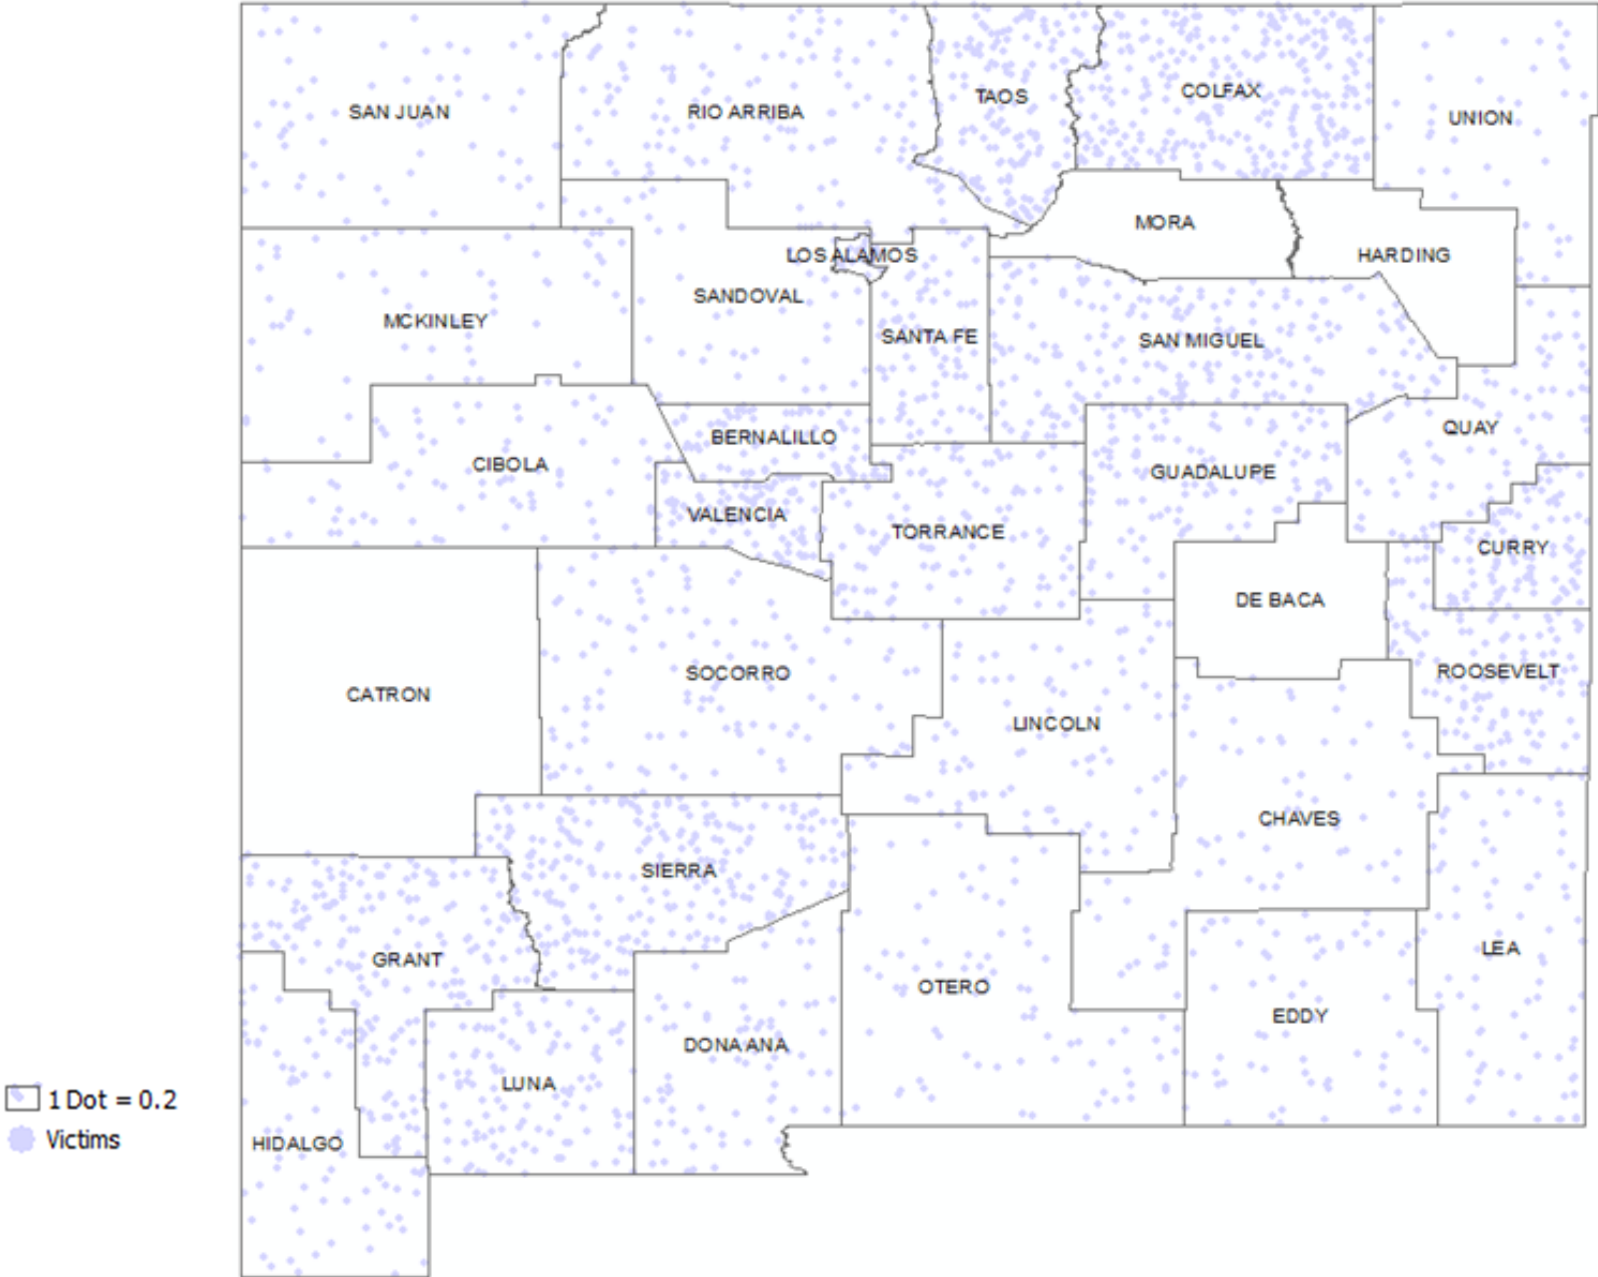 SAN JUAN
RIO ARRIBA
TAOS
COLFAX
UNION
MORA
HARDING
LOS ALAMOS
SANDOVAL
MCKINLEY
SANTA FE
SAN MIGUEL
QUAY
BERNALILLO
CIBOLA
GUADALUPE
VALENCIA
TORRANCE
CURRY
DE BACA
CATRON
SOCORRO
LINCOLN
ROOSEVELT
CHAVES
SIERRA
GRANT
OTERO
LEA
EDDY
DONA ANA
LUNA
HIDALGO
1 Dot = 0.2
Victims